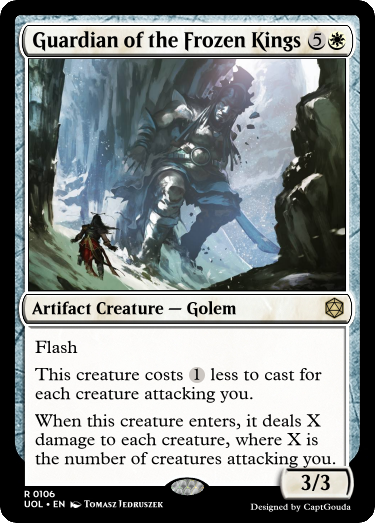 Guardian of the Frozen Kings 5
Artifact Creature — Golem
Flash
This creature costs 1 less to cast for
each creature attacking you.
When this creature enters, it deals X
damage to each creature, where X is
the number of creatures attacking you.
3/3
R 0106
UOL • EN Tomasz Jedruszek
Designed by CaptGouda